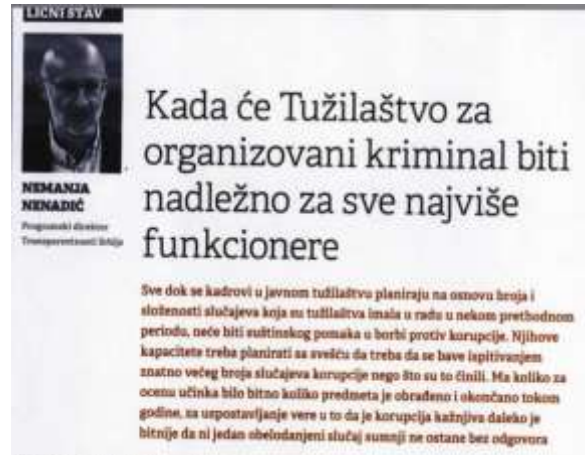 LIČNI STAV
NEMANJA
NENADIĆ
Programski direktor
Transparentnosti Srbija
Kada će Tužilaštvo za
organizovani kriminal biti
nadležno za sve najviše
funkcionere
Sve dok se kadrovi u javnom tužilaštvu planiraju na osnovu broja i
složenosti slučajeva koja su tužilaštva imala u radu u nekom prethodnom
periodu, neće biti suštinskog pomaka u borbi protiv korupcije. Njihove
kapacitete treba planirati sa svešću da treba da se bave ispitivanjem
znatno većeg broja slučajeva korupcije nego što su to činili. Ma koliko za
ocenu učinka bilo bitno koliko predmeta je obrađeno i okončano tokom
godine, za uspostavljanje vere u to da je korupcija kažnjiva daleko je
bitnije da ni jedan obelodanjeni slučaj sumnji ne ostane bez odgovora